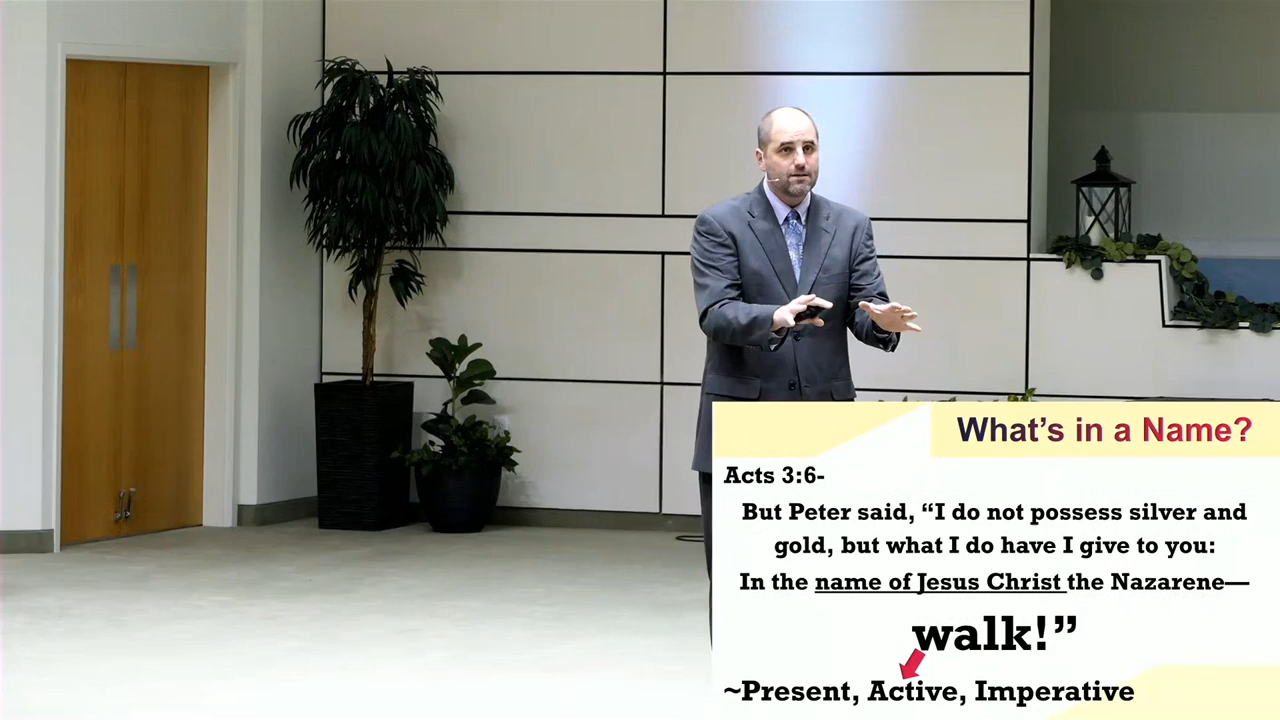 What's in a Name?
Acts 3:6-
But Peter said, “I do not possess silver and
gold, but what I do have I give to you:
In the name of Jesus Christ the Nazarene—
walk!”
~Present, Active, Imperative